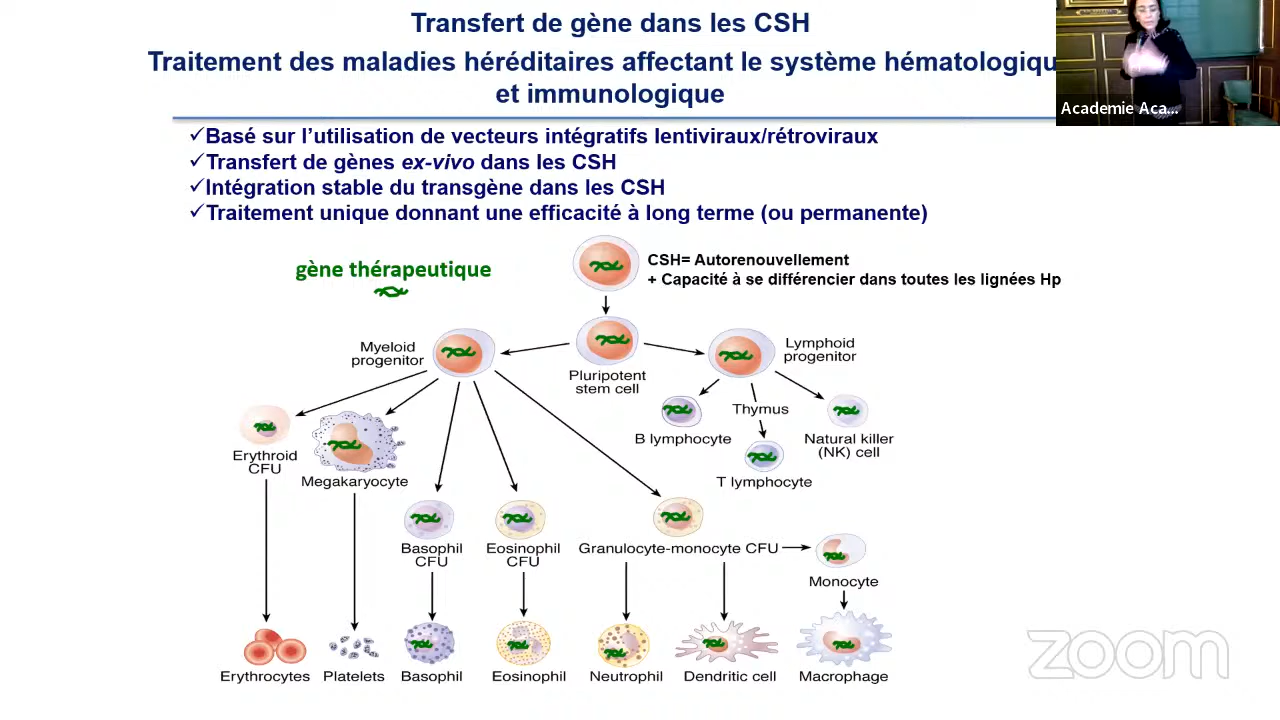 Transfert de gène dans les CSH
Traitement des maladies héréditaires affectant le système hématologiqu
et immunologique
Academie Aca...
✓Basé sur l'utilisation de vecteurs intégratifs lentiviraux/rétroviraux
✓Transfert de gènes ex-vivo dans les CSH
✓Intégration stable du transgène dans les CSH
✓Traitement unique donnant une efficacité à long terme (ou permanente)
gène thérapeutique
CSH= Autorenouvellement
+ Capacité à se différencier dans toutes les lignées Hp
Myeloid
progenitor
Pluripotent
stem cell
Lymphoid
progenitor
B lymphocyte
Thymus
Natural killer
(NK) cell
T lymphocyte
Erythroid
CFU
Megakaryocyte
Basophil
CFU
Eosinophil
CFU
Granulocyte-monocyte CFU
Monocyte
Erythrocytes
Platelets
Basophil
Eosinophil
Neutrophil
Dendritic cell
Macrophage
zoom